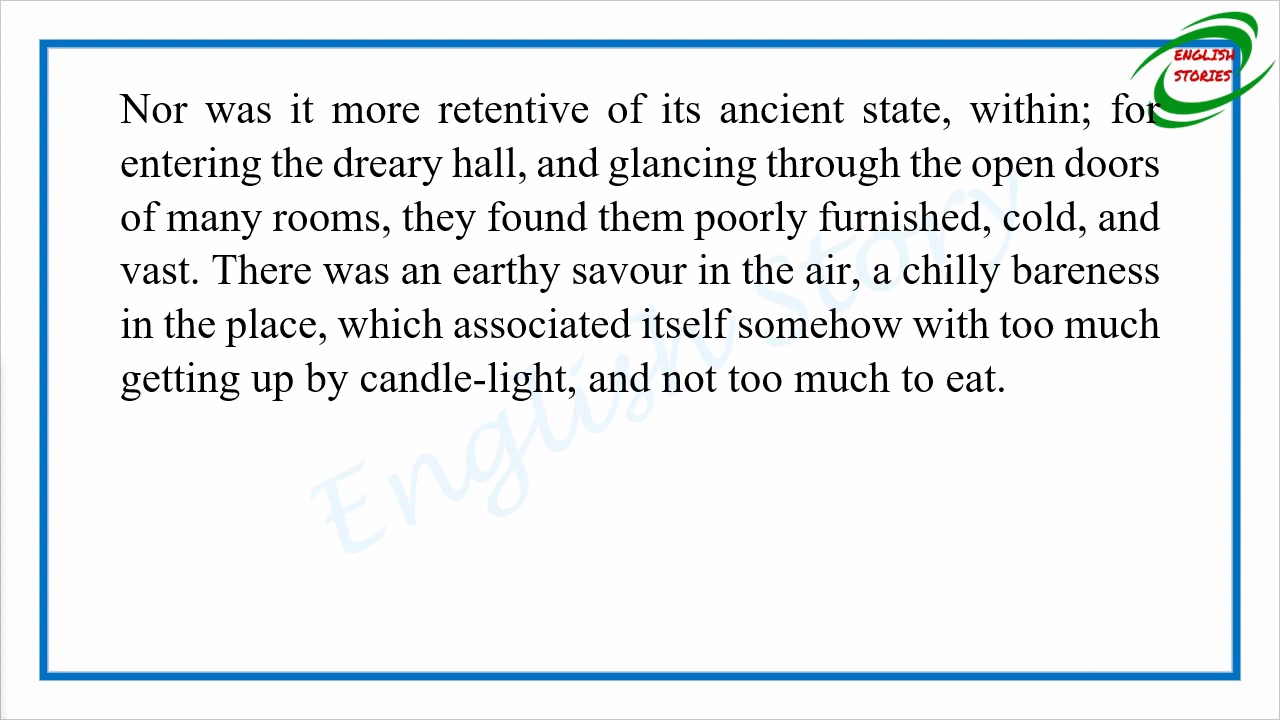 ENGLISH
STORIES
Nor was it more retentive of its ancient state, within; for
entering the dreary hall, and glancing through the open doors
of many rooms, they found them poorly furnished, cold, and
vast. There was an earthy savour in the air, a chilly bareness
in the place, which associated itself somehow with too much
getting up by candle-light, and not too much to eat.
English Story